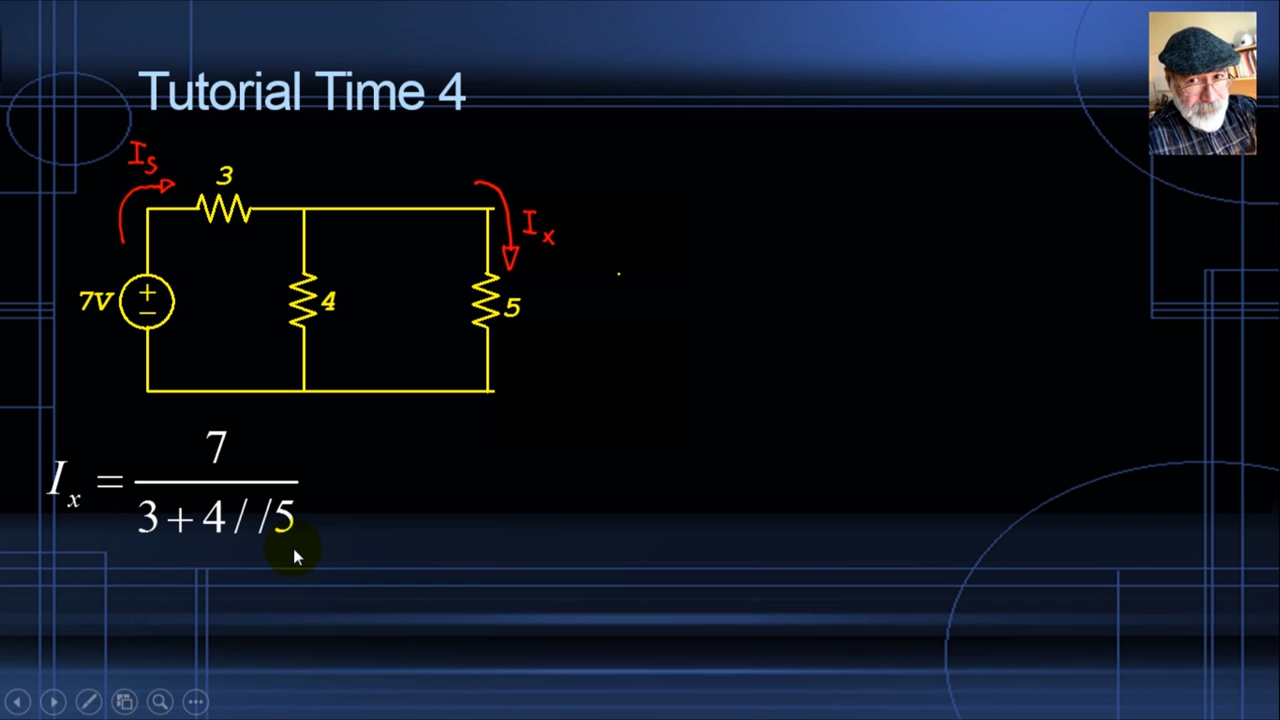 Tutorial Time 4
Is
3
Ix
7V
+
−
4
5
7
Ix =
3 + 4 / / 5